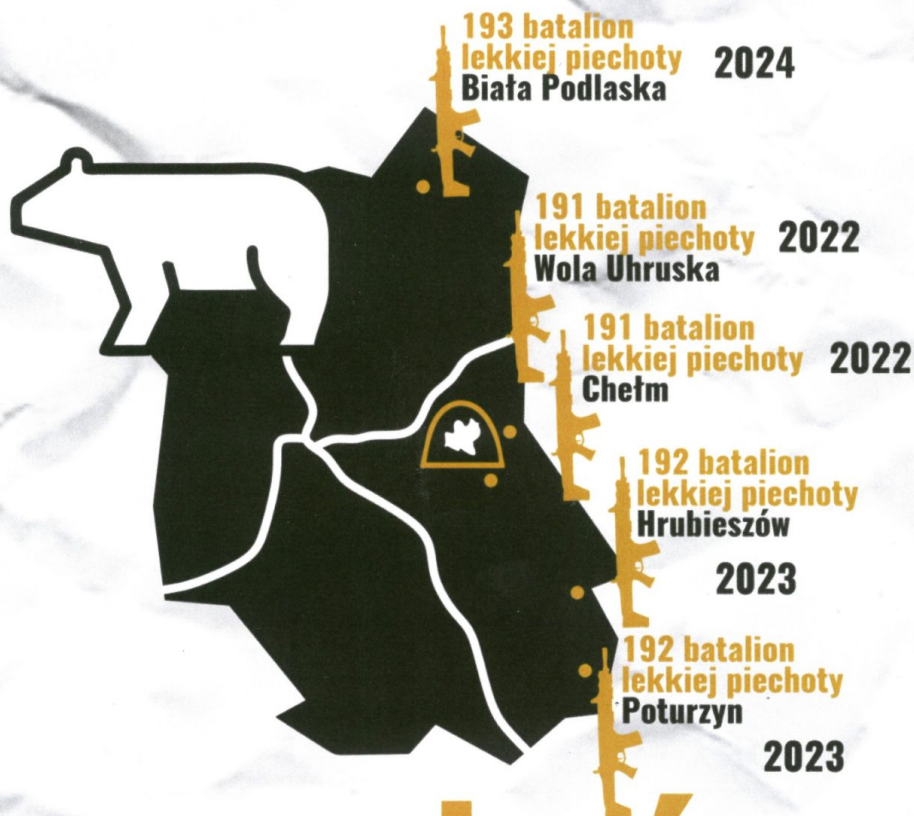 193 batalion
lekkiej piechoty
Biała Podlaska
2024
191 batalion
lekkiej piechoty
Wola Uhruska
2022
191 batalion
lekkiej piechoty
Chełm
2022
192 batalion
lekkiej piechoty
Hrubieszów
2023
192 batalion
lekkiej piechoty
Poturzyn
2023